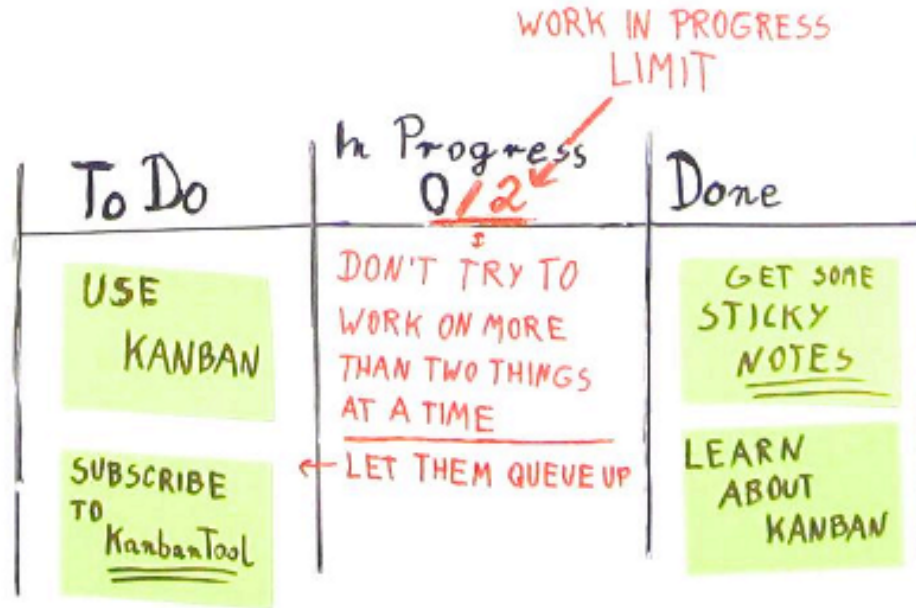 WORK IN PROGRESS
LIMIT
To Do
In Progress
0/2
Done
USE
KANBAN
SUBSCRIBE
TO
KanbanTool
DON'T TRY TO
WORK ON MORE
THAN TWO THINGS
AT A TIME
← LET THEM QUEUE UP
GET SOME
STICKY
NOTES
LEARN
ABOUT
KANBAN